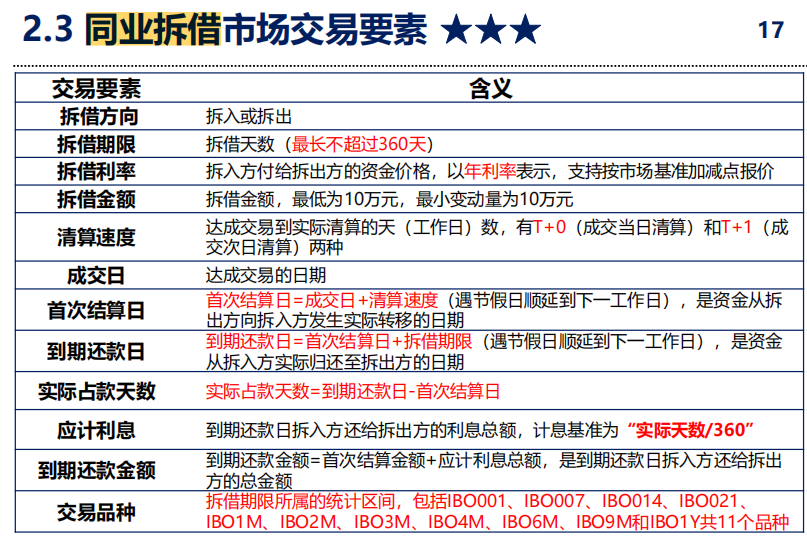 2.3 同业拆借市场交易要素 ★★★
17
交易要素 含义
拆借方向 拆入或拆出
拆借期限 拆借天数（最长不超过360天）
拆借利率 拆入方付给拆出方的资金价格，以年利率表示，支持按市场基准加减点报价
拆借金额 拆借金额，最低为10万元，最小变动量为10万元
清算速度 达成交易到实际清算的天（工作日）数，有T+0（成交当日清算）和T+1（成
交次日清算）两种
成交日 达成交易的日期
首次结算日 首次结算日=成交日+清算速度（遇节假日顺延到下一工作日），是资金从拆
出方向拆入方发生实际转移的日期
到期还款日 到期还款日=首次结算日+拆借期限（遇节假日顺延到下一工作日），是资金
从拆入方实际归还至拆出方的日期
实际占款天数 实际占款天数=到期还款日-首次结算日
应计利息 到期还款日拆入方还给拆出方的利息总额，计息基准为“实际天数/360”
到期还款金额 到期还款金额=首次结算金额+应计利息总额，是到期还款日拆入方还给拆出
方的总金额
交易品种 拆借期限所属的统计区间，包括IBO001、IBO007、IBO014、IBO021、
IBO1M、IBO2M、IBO3M、IBO4M、IBO6M、IBO9M和IBO1Y共11个品种